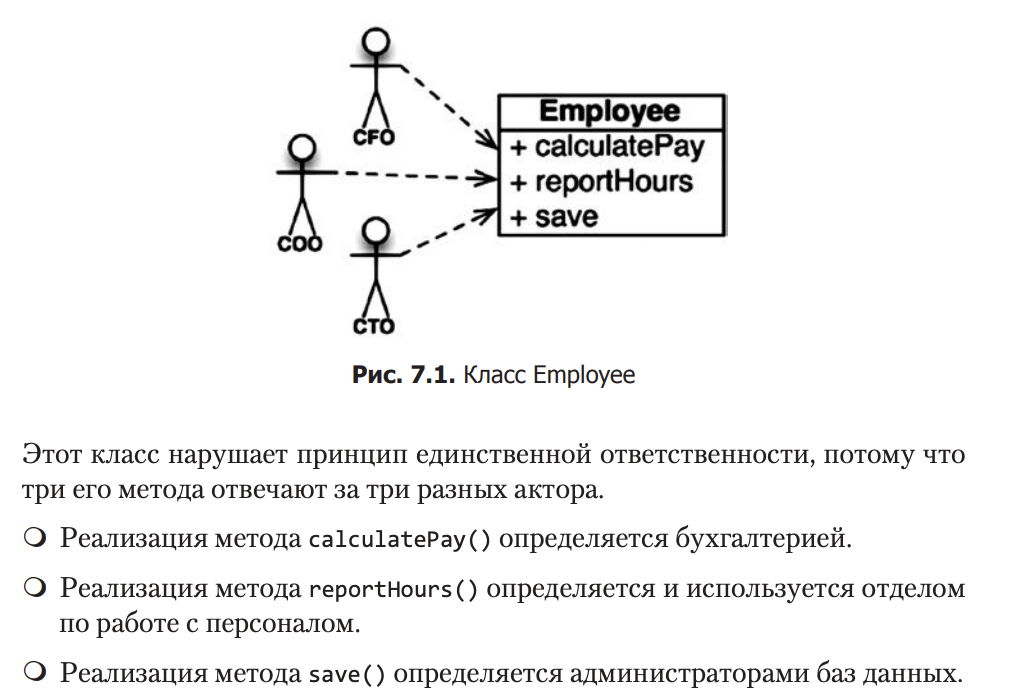 CFO
COO
CTO
Employee
+ calculatePay
+ reportHours
+ save
Рис. 7.1. Класс Employee
Этот класс нарушает принцип единственной ответственности, потому что
три его метода отвечают за три разных актора.
Реализация метода calculatePay() определяется бухгалтерией.
Реализация метода reportHours() определяется и используется отделом
по работе с персоналом.
Реализация метода save() определяется администраторами баз данных.